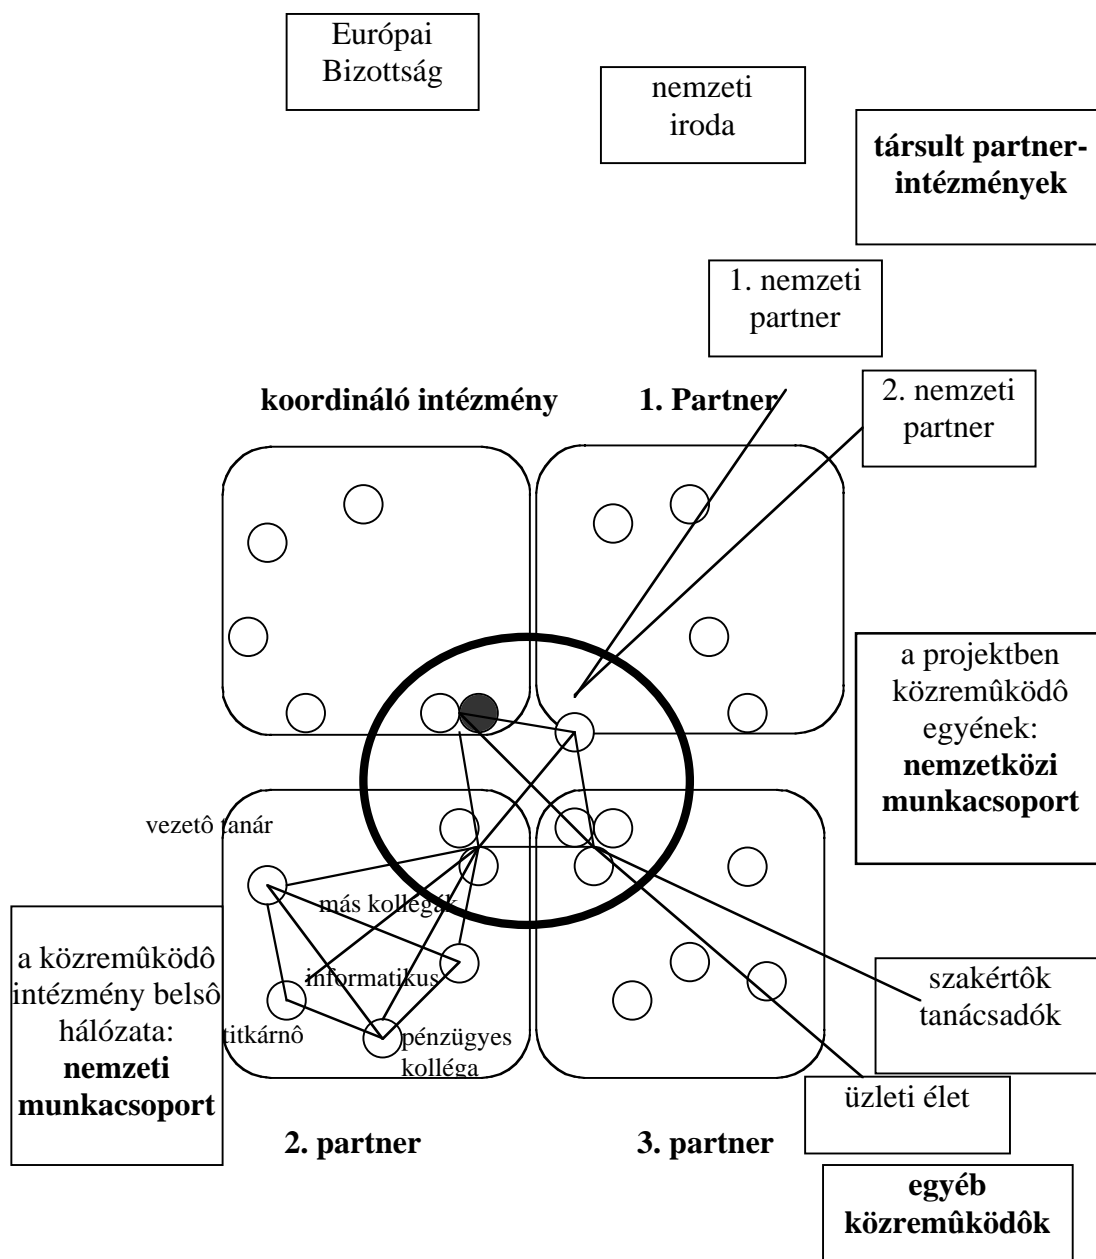 Európai
Bizottság
nemzeti
iroda
társult partner-
intézmények
1. nemzeti
partner
koordináló intézmény
1. Partner
2. nemzeti
partner
a projektben
közremûködô
egyének:
nemzetközi
munkacsoport
vezetô tanár
más kollégák
informatikus
titkárnô
pénzügyes
kolléga
a közremûködô
intézmény belsô
hálózata:
nemzeti
munkacsoport
szakértôk
tanácsadók
üzleti élet
2. partner
3. partner
egyéb
közremûködôk